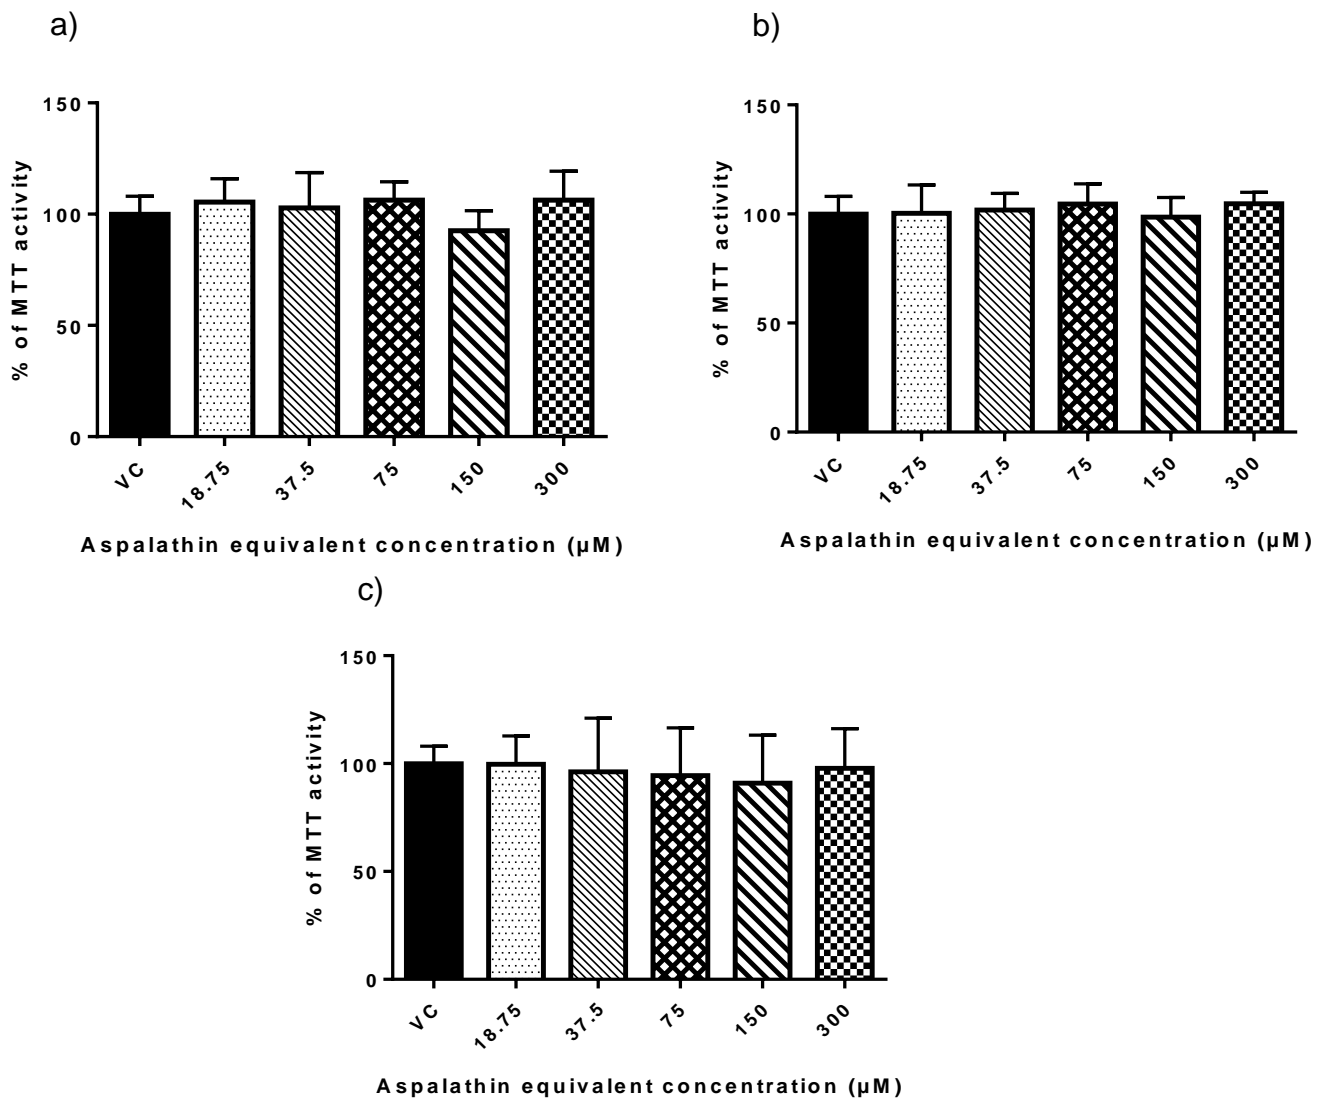 a)
150
100
50
0
% of MTT activity
VC
18.75
37.5
75
150
300
Aspalathin equivalent concentration (µM)
b)
150
100
50
0
% of MTT activity
VC
18.75
37.5
75
150
300
Aspalathin equivalent concentration (µM)
c)
150
100
50
0
% of MTT activity
VC
18.75
37.5
75
150
300
Aspalathin equivalent concentration (µM)